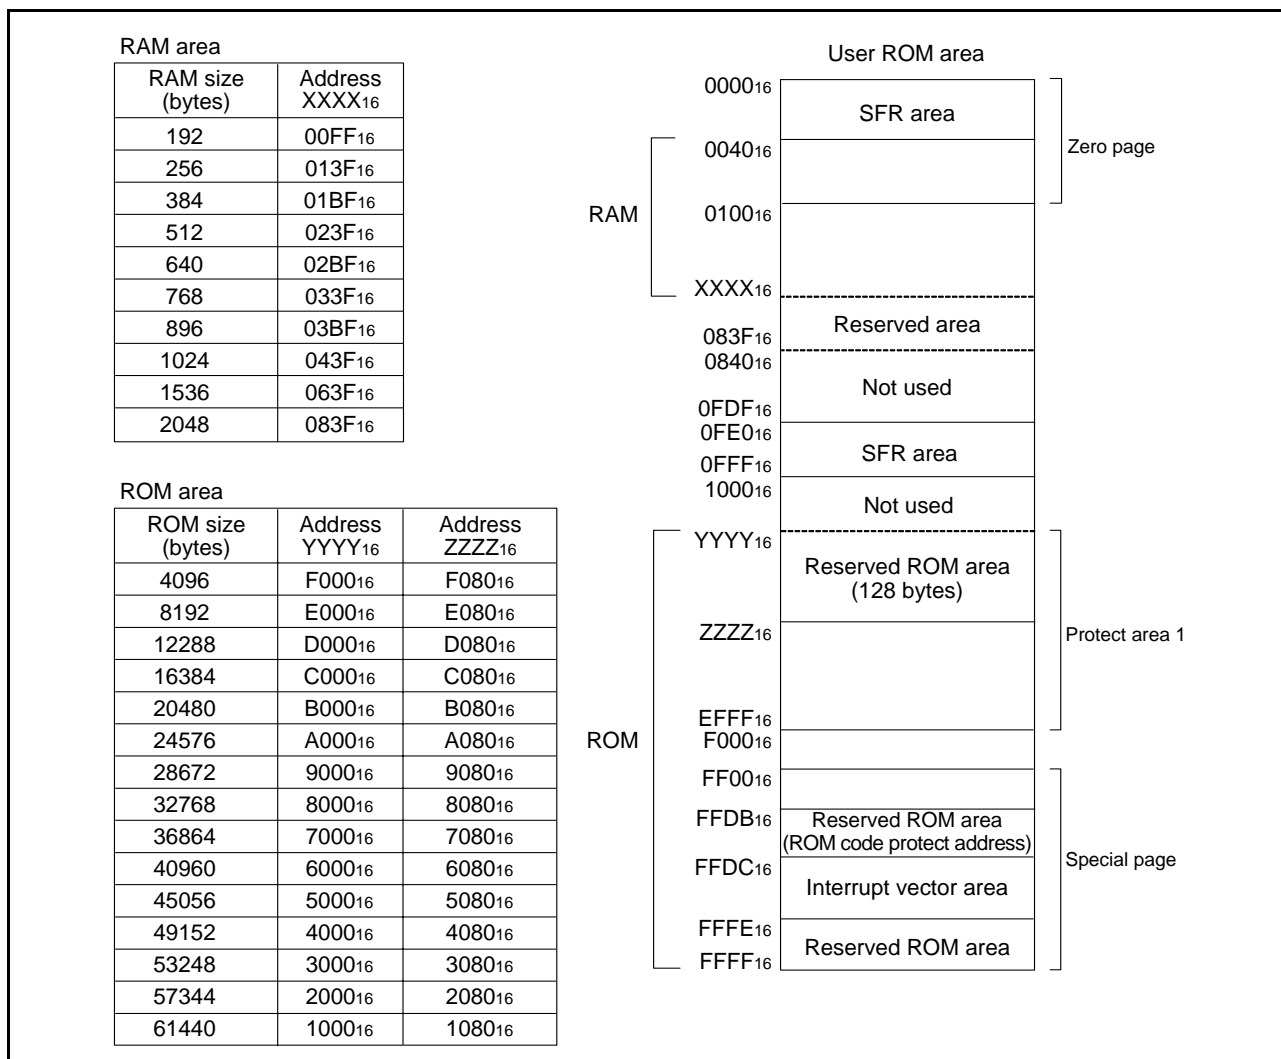 RAM area
RAM size (bytes) Address XXXX16
192 00FF16
256 013F16
384 01BF16
512 023F16
640 02BF16
768 033F16
896 03BF16
1024 043F16
1536 063F16
2048 083F16
ROM area
ROM size (bytes) Address YYYY16 Address ZZZZ16
4096 F00016 F08016
8192 E00016 E08016
12288 D00016 D08016
16384 C00016 C08016
20480 B00016 B08016
24576 A00016 A08016
28672 900016 908016
32768 800016 808016
36864 700016 708016
40960 600016 608016
45056 500016 508016
49152 400016 408016
53248 300016 308016
57344 200016 208016
61440 100016 108016
User ROM area
000016
SFR area
004016
Zero page
RAM
010016
XXXX16
Reserved area
083F16
084016
Not used
0FDF16
0FE016
SFR area
0FFF16
100016
Not used
YYYY16
Reserved ROM area
(128 bytes)
ZZZZ16
Protect area 1
EFFF16
ROM
F00016
FF0016
FFDB16
Reserved ROM area
(ROM code protect address)
FFDC16
Special page
Interrupt vector area
FFFE16
Reserved ROM area
FFFF16